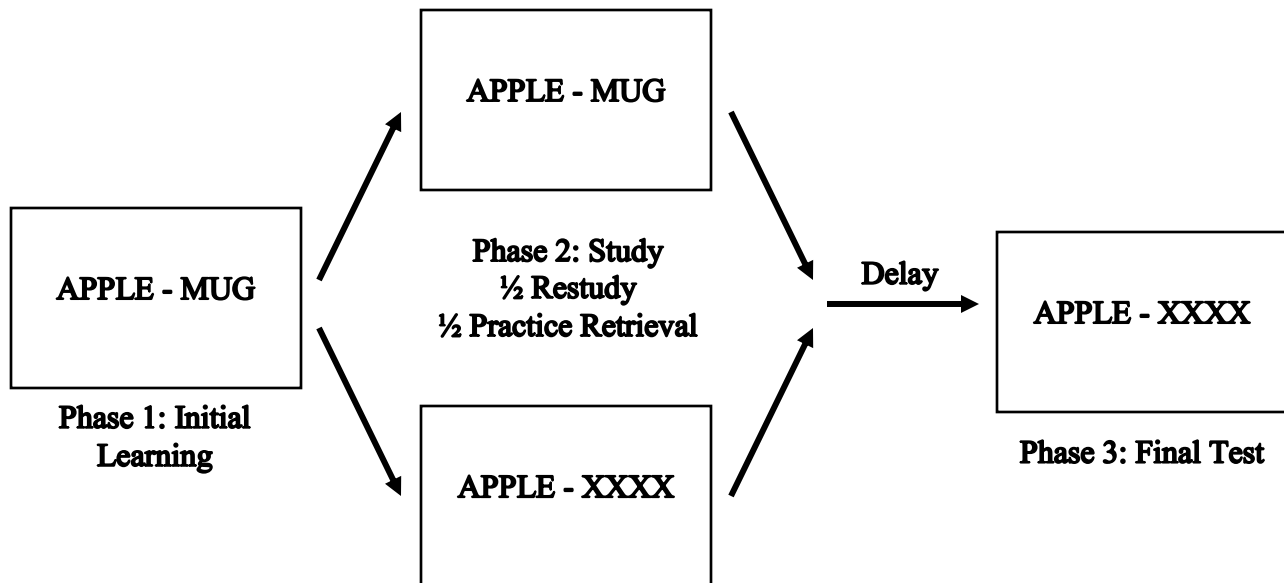 APPLE - MUG
Phase 1: Initial
Learning
APPLE - MUG
Phase 2: Study
½ Restudy
½ Practice Retrieval
APPLE - XXXX
Delay
APPLE - XXXX
Phase 3: Final Test